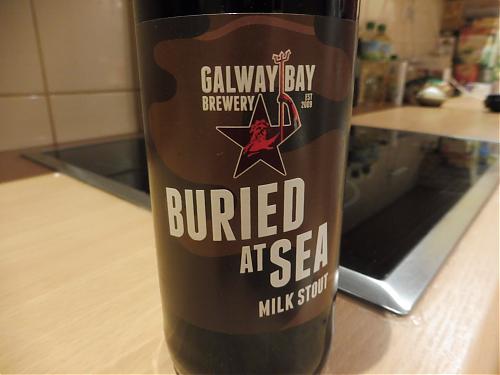 GALWAY BAY
BREWERY EST
2009
BURIED
AT SEA
MILK STOUT